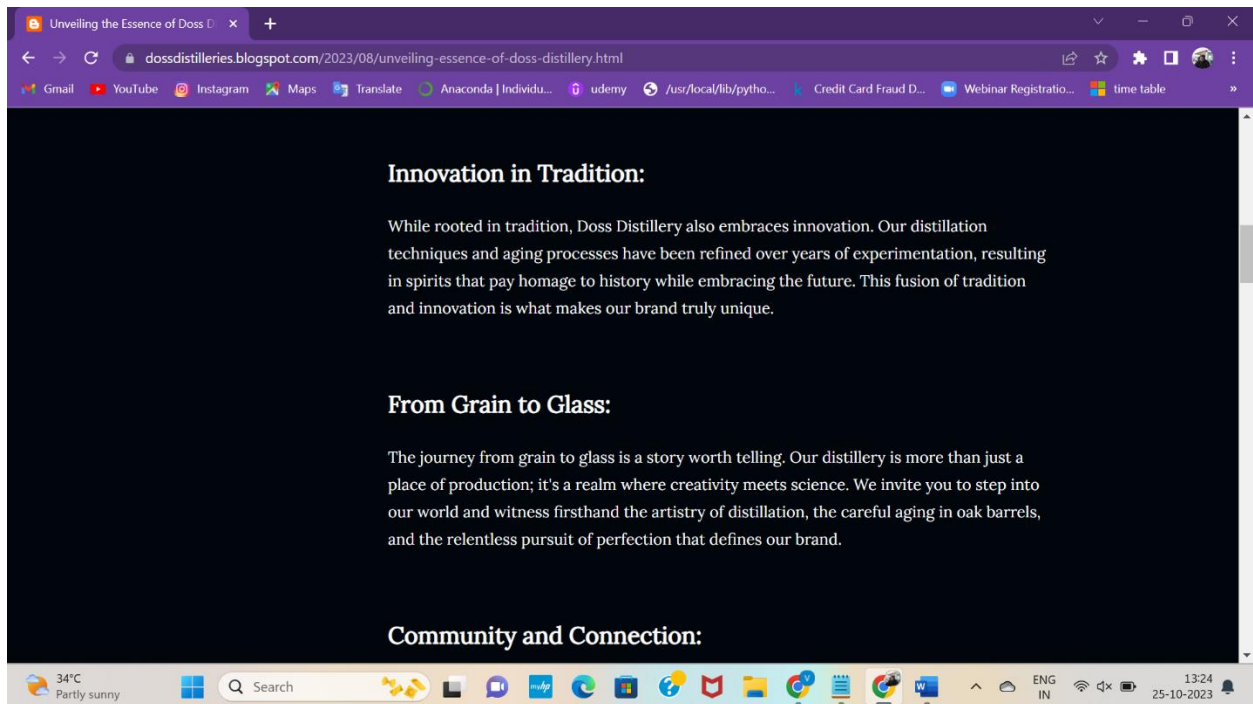 Unveiling the Essence of Doss D
dossdistilleries.blogspot.com/2023/08/unveiling-essence-of-doss-distillery.html
Gmail YouTube Instagram Maps Translate Anaconda | Individu... udemy /usr/local/lib/pytho... Credit Card Fraud D... Webinar Registratio... time table »
Innovation in Tradition:
While rooted in tradition, Doss Distillery also embraces innovation. Our distillation
techniques and aging processes have been refined over years of experimentation, resulting
in spirits that pay homage to history while embracing the future. This fusion of tradition
and innovation is what makes our brand truly unique.
From Grain to Glass:
The journey from grain to glass is a story worth telling. Our distillery is more than just a
place of production; it's a realm where creativity meets science. We invite you to step into
our world and witness firsthand the artistry of distillation, the careful aging in oak barrels,
and the relentless pursuit of perfection that defines our brand.
Community and Connection:
34°C
Partly sunny
Search
myhp
ENG
IN
13:24
25-10-2023